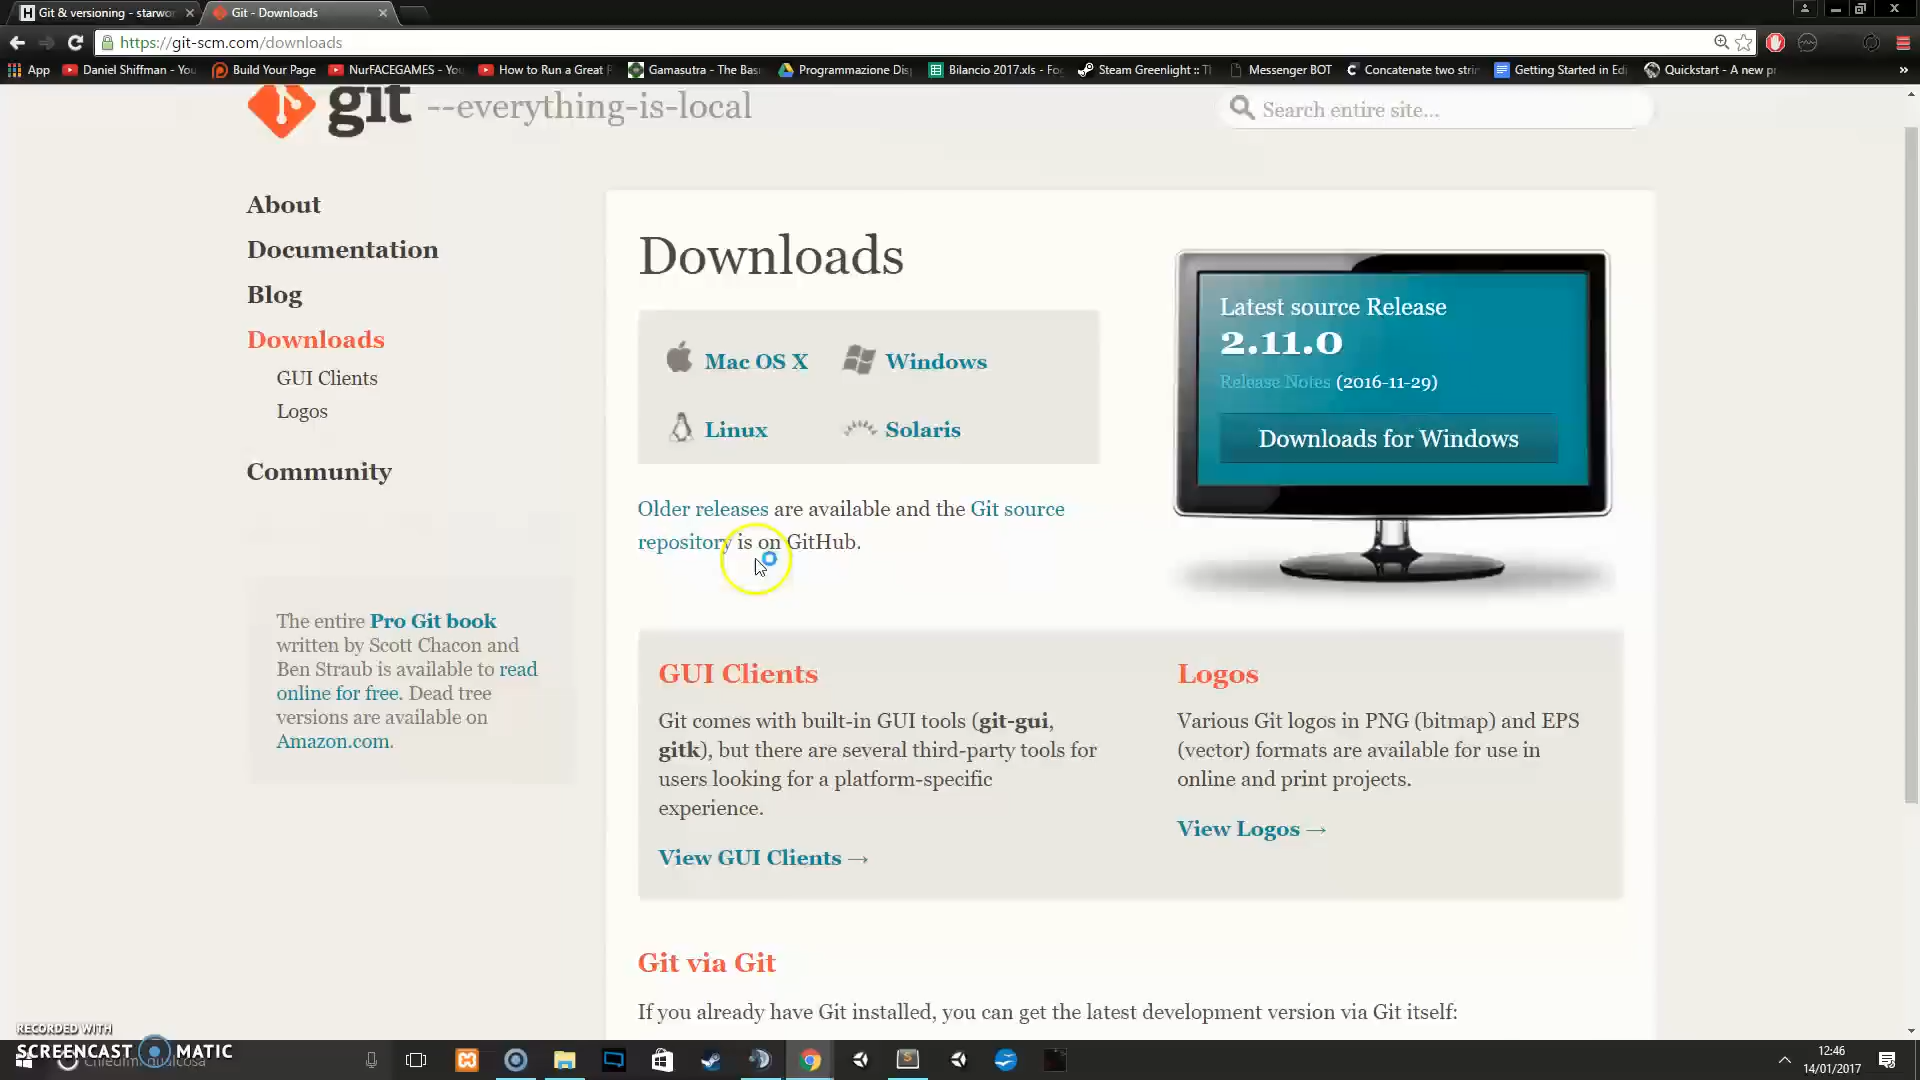 Git & versioning - starwo
Git - Downloads
https://git-scm.com/downloads
App
Daniel Shiffman - You
Build Your Page
NurFACEGAMES - Yo
How to Run a Great
Gamasutra - The Bas
Programmazione Dis
Bilancio 2017.xls - Fo
Steam Greenlight ::
Messenger BOT
Concatenate two stri
Getting Started in Edi
Quickstart - A new p
»
git --everything-is-local
Search entire site...
About
Documentation
Blog
Downloads
GUI Clients
Logos
Community
The entire Pro Git book
written by Scott Chacon and
Ben Straub is available to read
online for free. Dead tree
versions are available on
Amazon.com.
Downloads
Mac OS X
Windows
Linux
Solaris
Older releases are available and the Git source
repository is on GitHub.
Latest source Release
2.11.0
Release Notes (2016-11-29)
Downloads for Windows
GUI Clients
Git comes with built-in GUI tools (git-gui,
gitk), but there are several third-party tools for
users looking for a platform-specific
experience.
View GUI Clients →
Logos
Various Git logos in PNG (bitmap) and EPS
(vector) formats are available for use in
online and print projects.
View Logos →
Git via Git
If you already have Git installed, you can get the latest development version via Git itself:
RECORDED WITH
SCREENCAST MATIC
12:46
14/01/2017